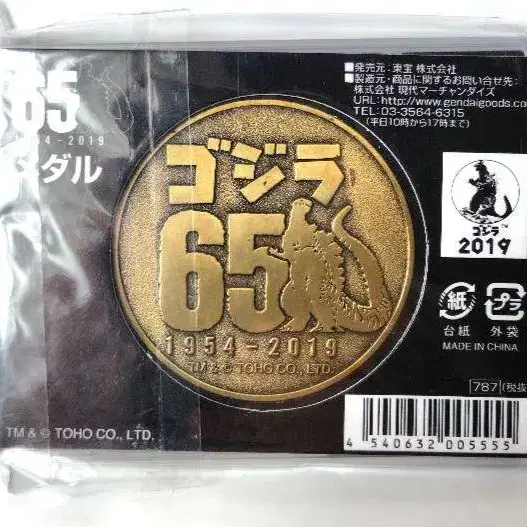 65
1954-2019
メダル
TM & © TOHO CO., LTD.
ゴジラ
65
1954-2019
TM & © TOHO CO., LTD.
■発売元：東宝 株式会社
■製造元・商品に関するお問い合せ先：
株式会社 現代マーチャンダイズ
URL:http://www.gendaigoods.co
TEL:03-3564-6315
(平日10時から17時まで)
ゴジラ
TM
2019
紙 プラ
台紙 外袋
MADE IN CHINA
787 (税抜
4 540632 005555